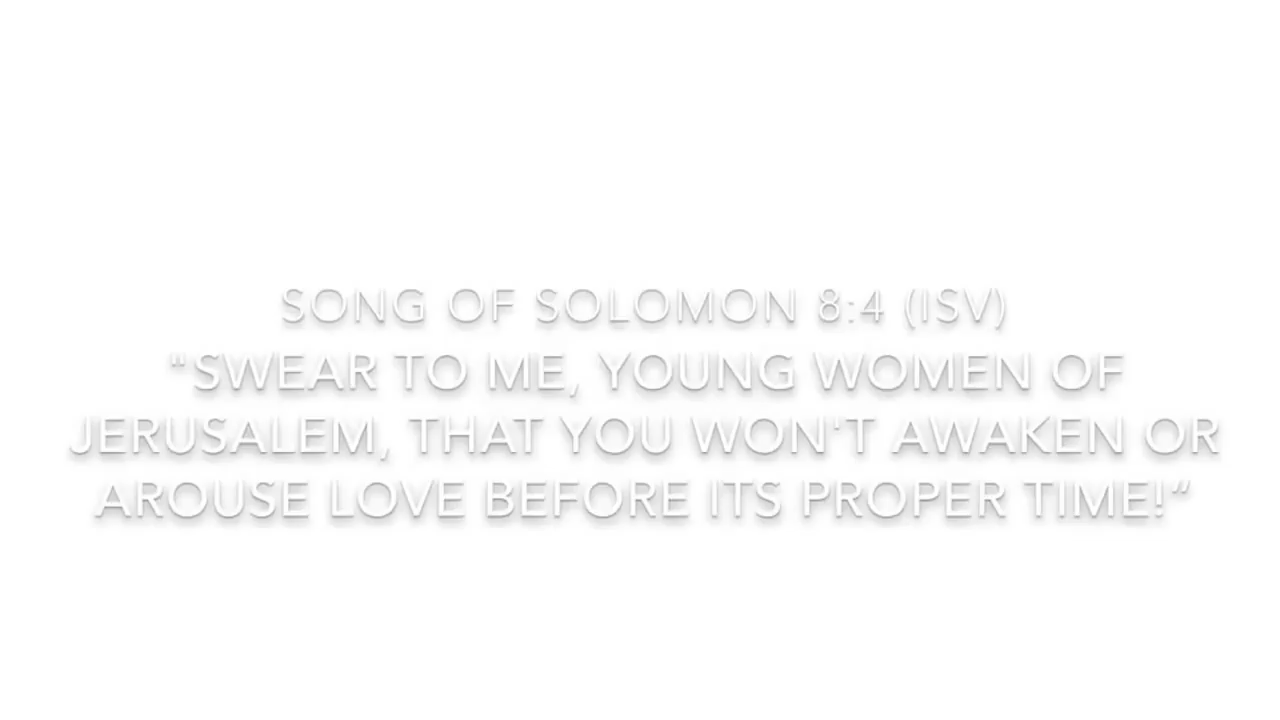 SONG OF SOLOMON 8:4 (ISV)
"SWEAR TO ME, YOUNG WOMEN OF
JERUSALEM, THAT YOU WON'T AWAKEN OR
AROUSE LOVE BEFORE ITS PROPER TIME!”